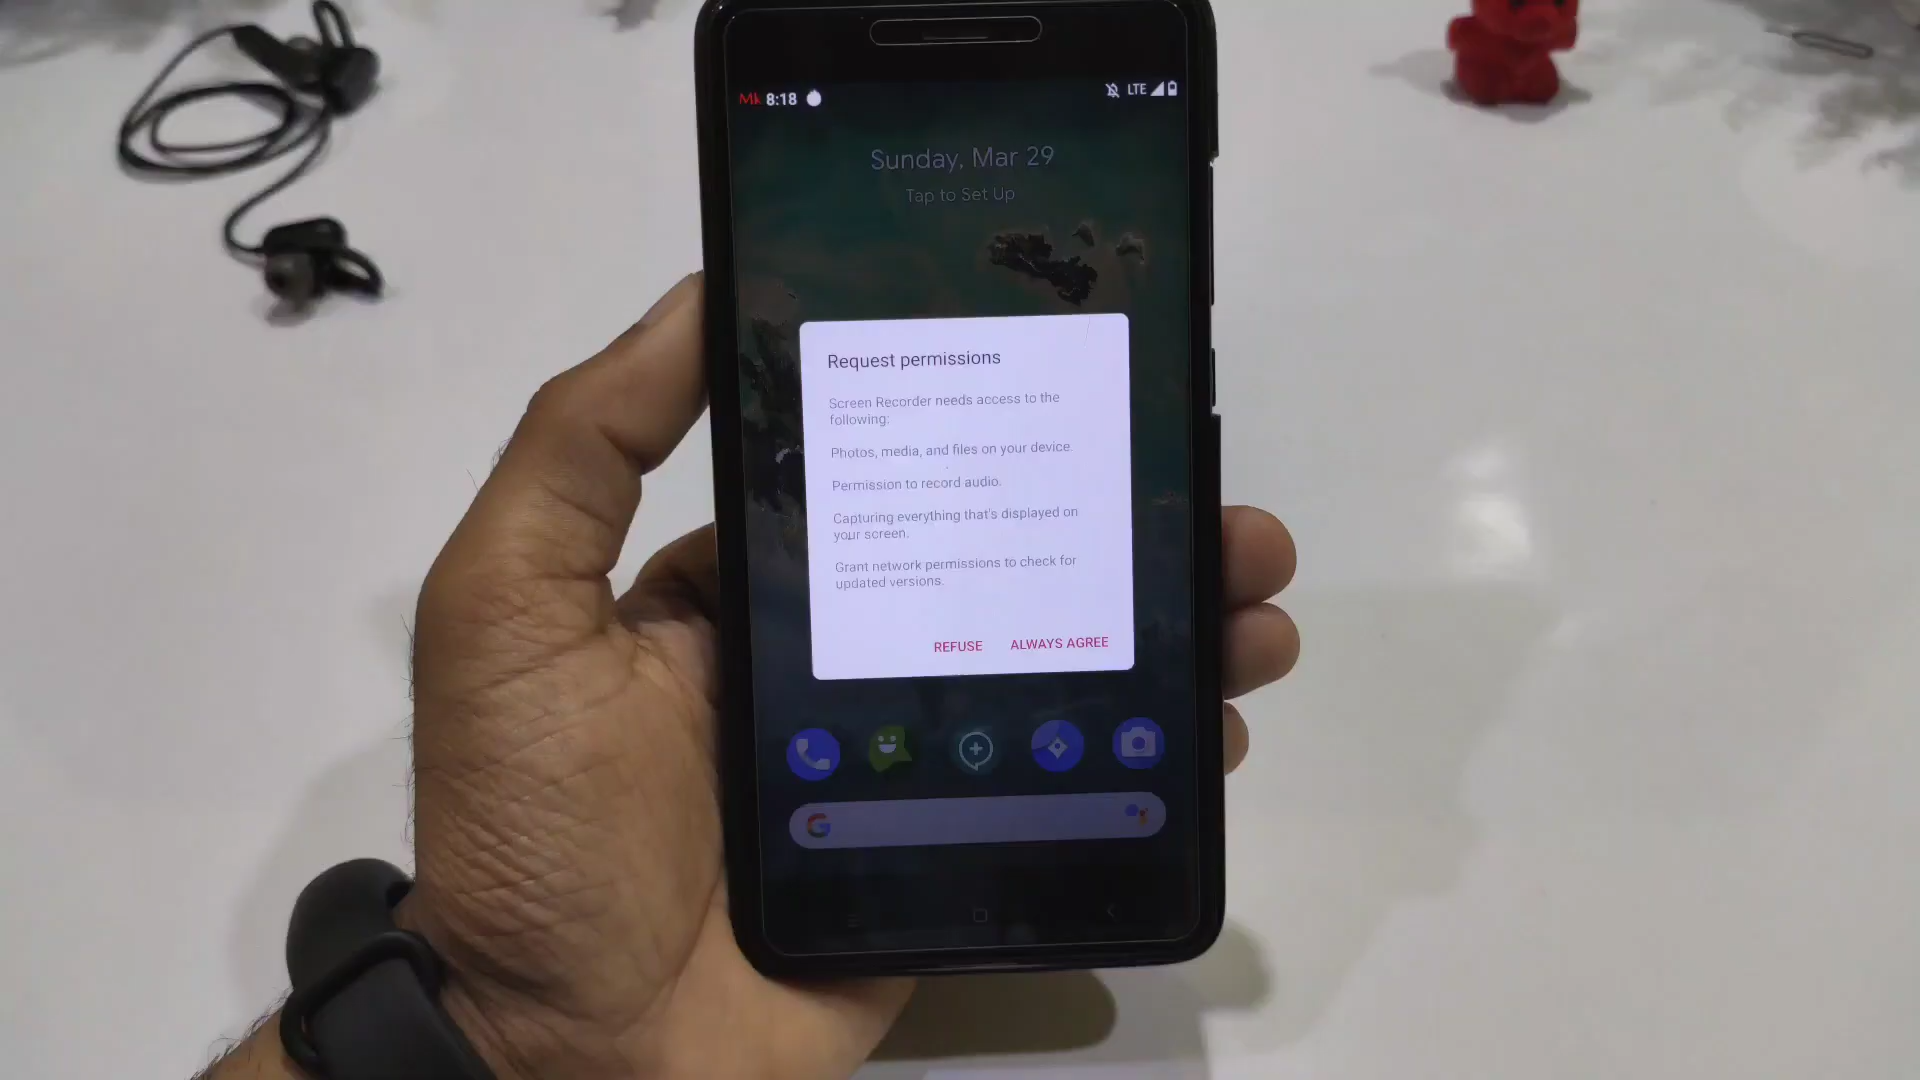 Mk 8:18
LTE
Sunday, Mar 29
Tap to Set Up
Request permissions
Screen Recorder needs access to the
following:
Photos, media, and files on your device.
Permission to record audio.
Capturing everything that's displayed on
your screen.
Grant network permissions to check for
updated versions.
REFUSE ALWAYS AGREE
G